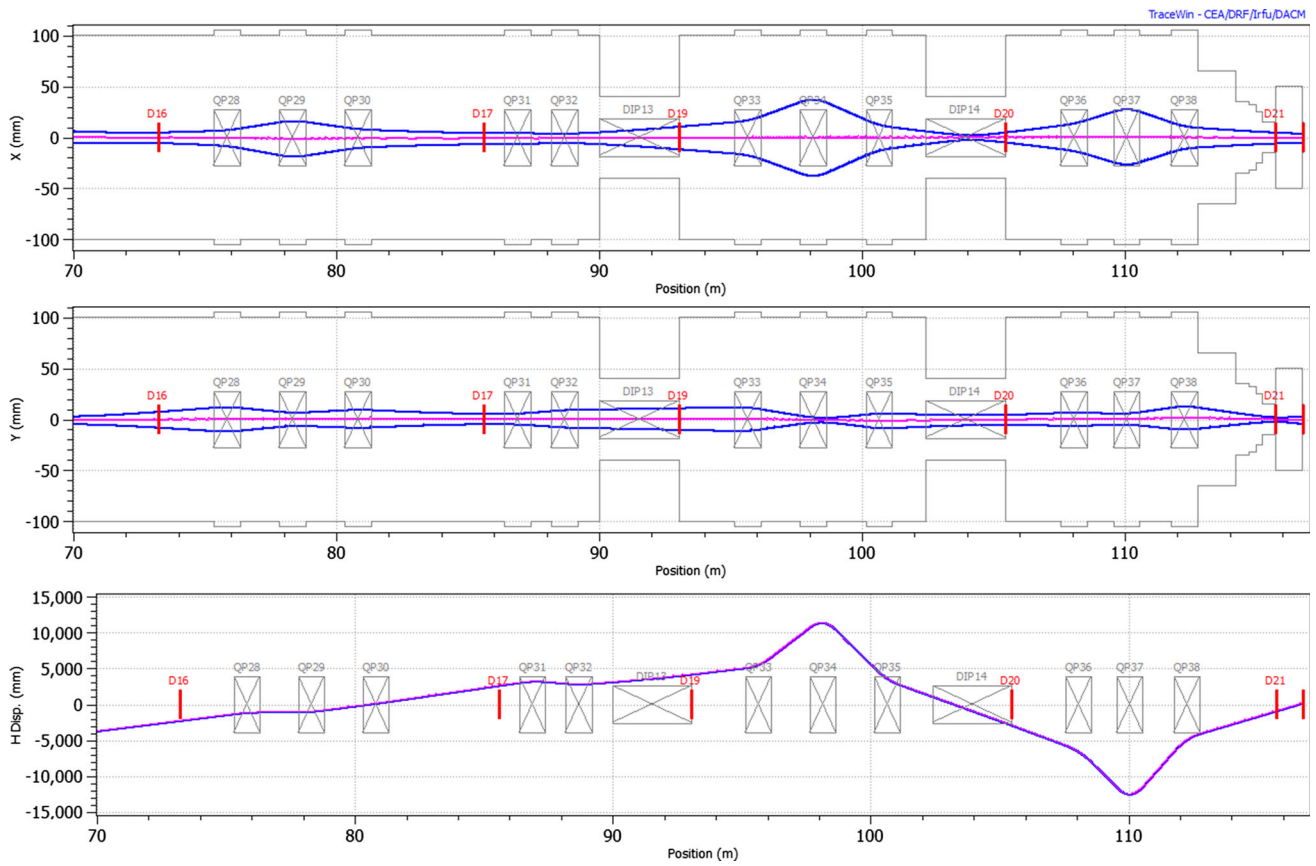 TraceWin - CEA/DRF/Irfu/DACM
100
50
0
-50
-100
X (mm)
D16
QP28
QP29
QP30
D17
QP31
QP32
DIP13
D19
QP33
QP34
QP35
DIP14
D20
QP36
QP37
QP38
D21
70
80
90
100
110
Position (m)
100
50
0
-50
-100
Y (mm)
D16
QP28
QP29
QP30
D17
QP31
QP32
DIP13
D19
QP33
QP34
QP35
DIP14
D20
QP36
QP37
QP38
D21
70
80
90
100
110
Position (m)
15,000
10,000
5,000
0
-5,000
-10,000
-15,000
H Disp. (mm)
D16
QP28
QP29
QP30
D17
QP31
QP32
DIP13
D19
QP33
QP34
QP35
DIP14
D20
QP36
QP37
QP38
D21
70
80
90
100
110
Position (m)